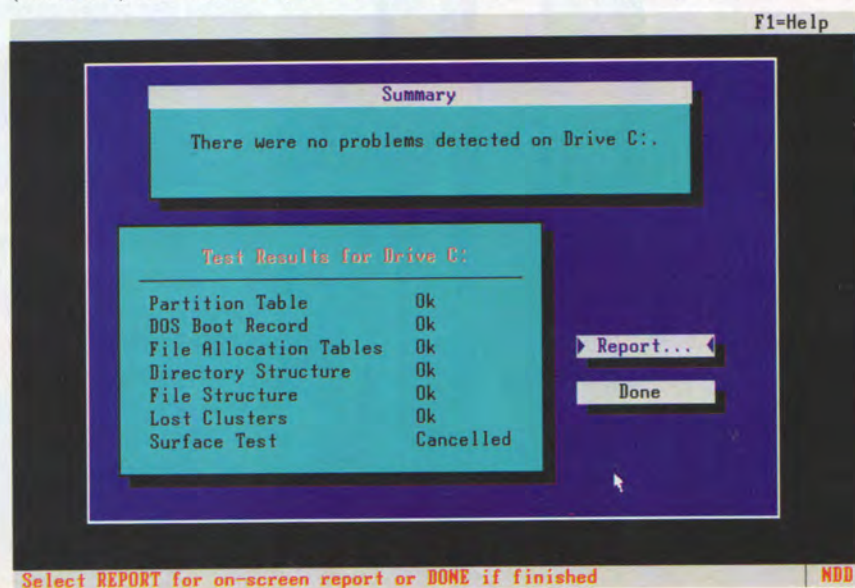 F1=Help
Summary
There were no problems detected on Drive C:.
Test Results for Drive C:
Partition Table Ok
DOS Boot Record Ok
File Allocation Tables Ok
Directory Structure Ok
File Structure Ok
Lost Clusters Ok
Surface Test Cancelled
Report...
Done
Select REPORT for on-screen report or DONE if finished
NDD